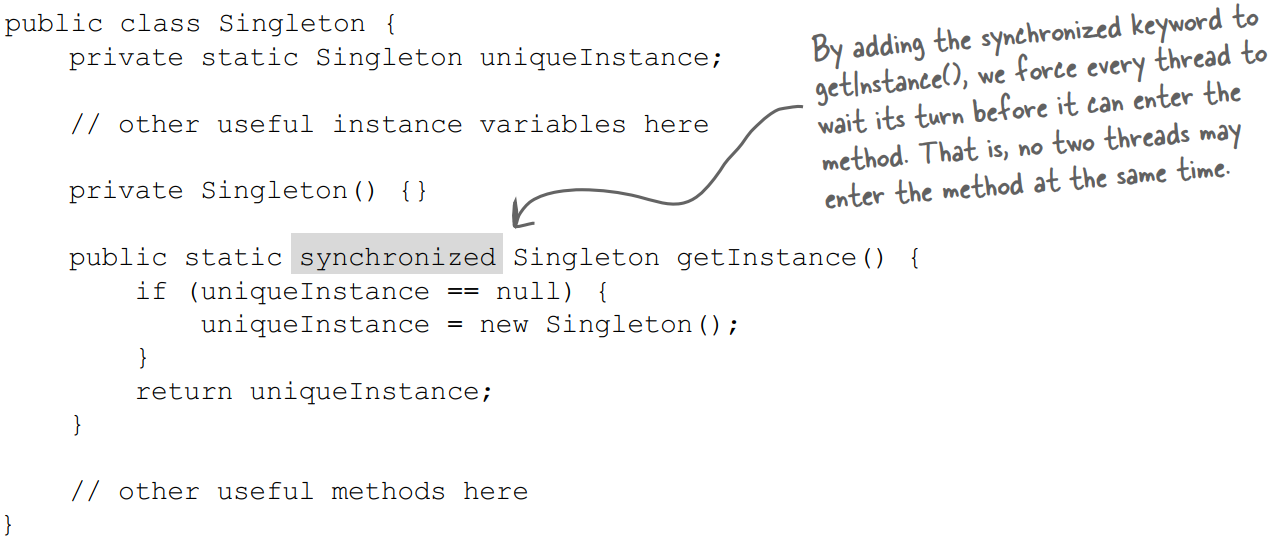 public class Singleton {
private static Singleton uniqueInstance;
// other useful instance variables here
private Singleton() {}
public static synchronized Singleton getInstance() {
if (uniqueInstance == null) {
uniqueInstance = new Singleton();
}
return uniqueInstance;
}
// other useful methods here
}
By adding the synchronized keyword to
getInstance(), we force every thread to
wait its turn before it can enter the
method. That is, no two threads may
enter the method at the same time.